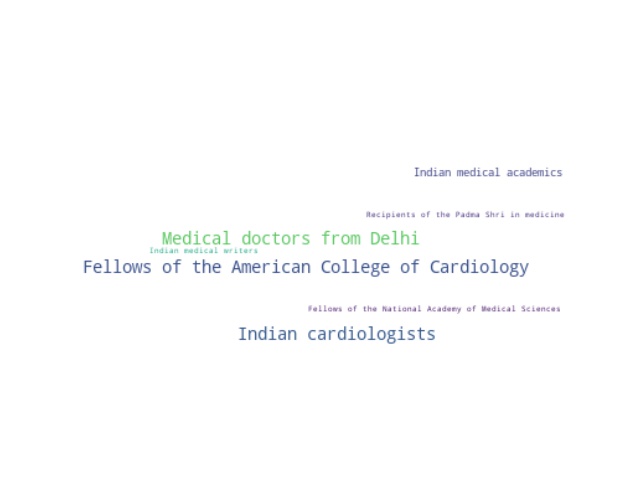 Indian medical academics
Recipients of the Padma Shri in medicine
Medical doctors from Delhi
Indian medical writers
Fellows of the American College of Cardiology
Fellows of the National Academy of Medical Sciences
Indian cardiologists